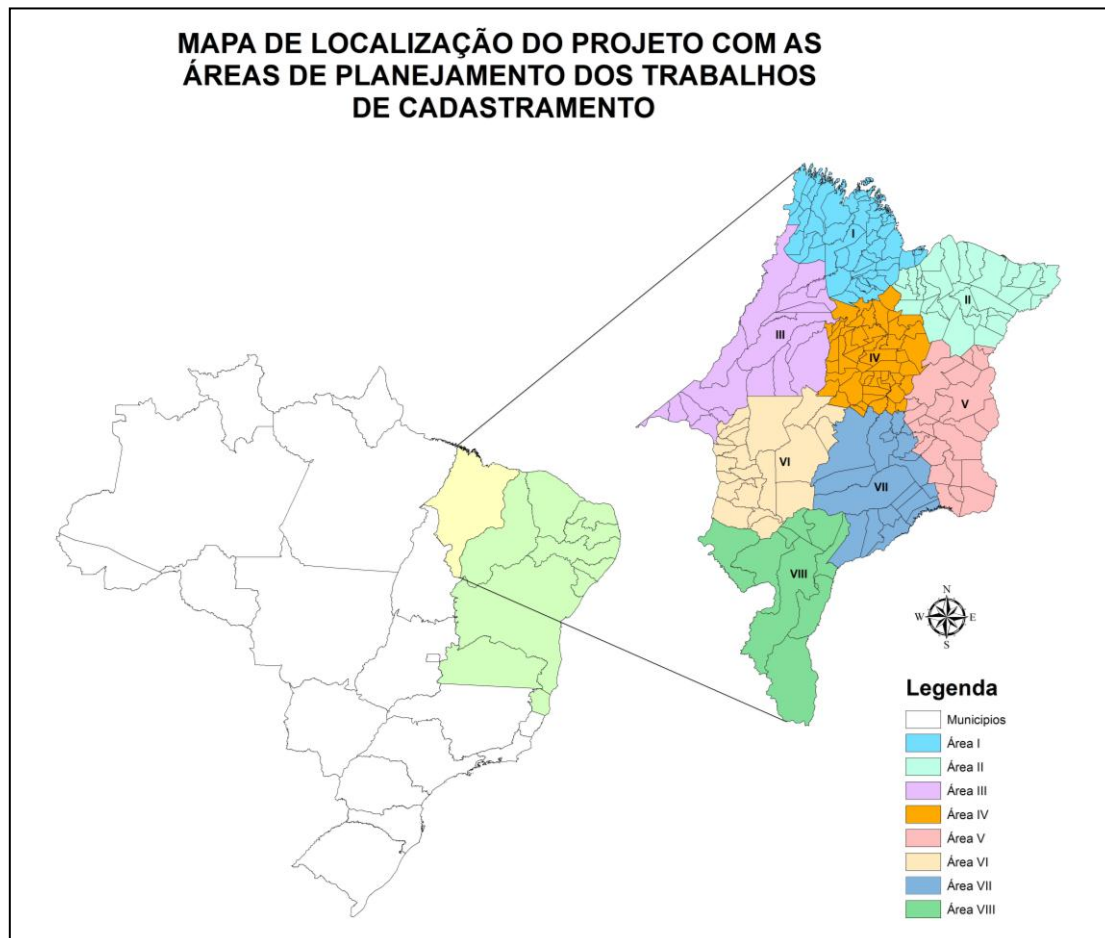 MAPA DE LOCALIZAÇÃO DO PROJETO COM AS
ÁREAS DE PLANEJAMENTO DOS TRABALHOS
DE CADASTRAMENTO
I
II
III
IV
V
VI
VII
VIII
N
W
E
S
Legenda
Municipios
Área I
Área II
Área III
Área IV
Área V
Área VI
Área VII
Área VIII